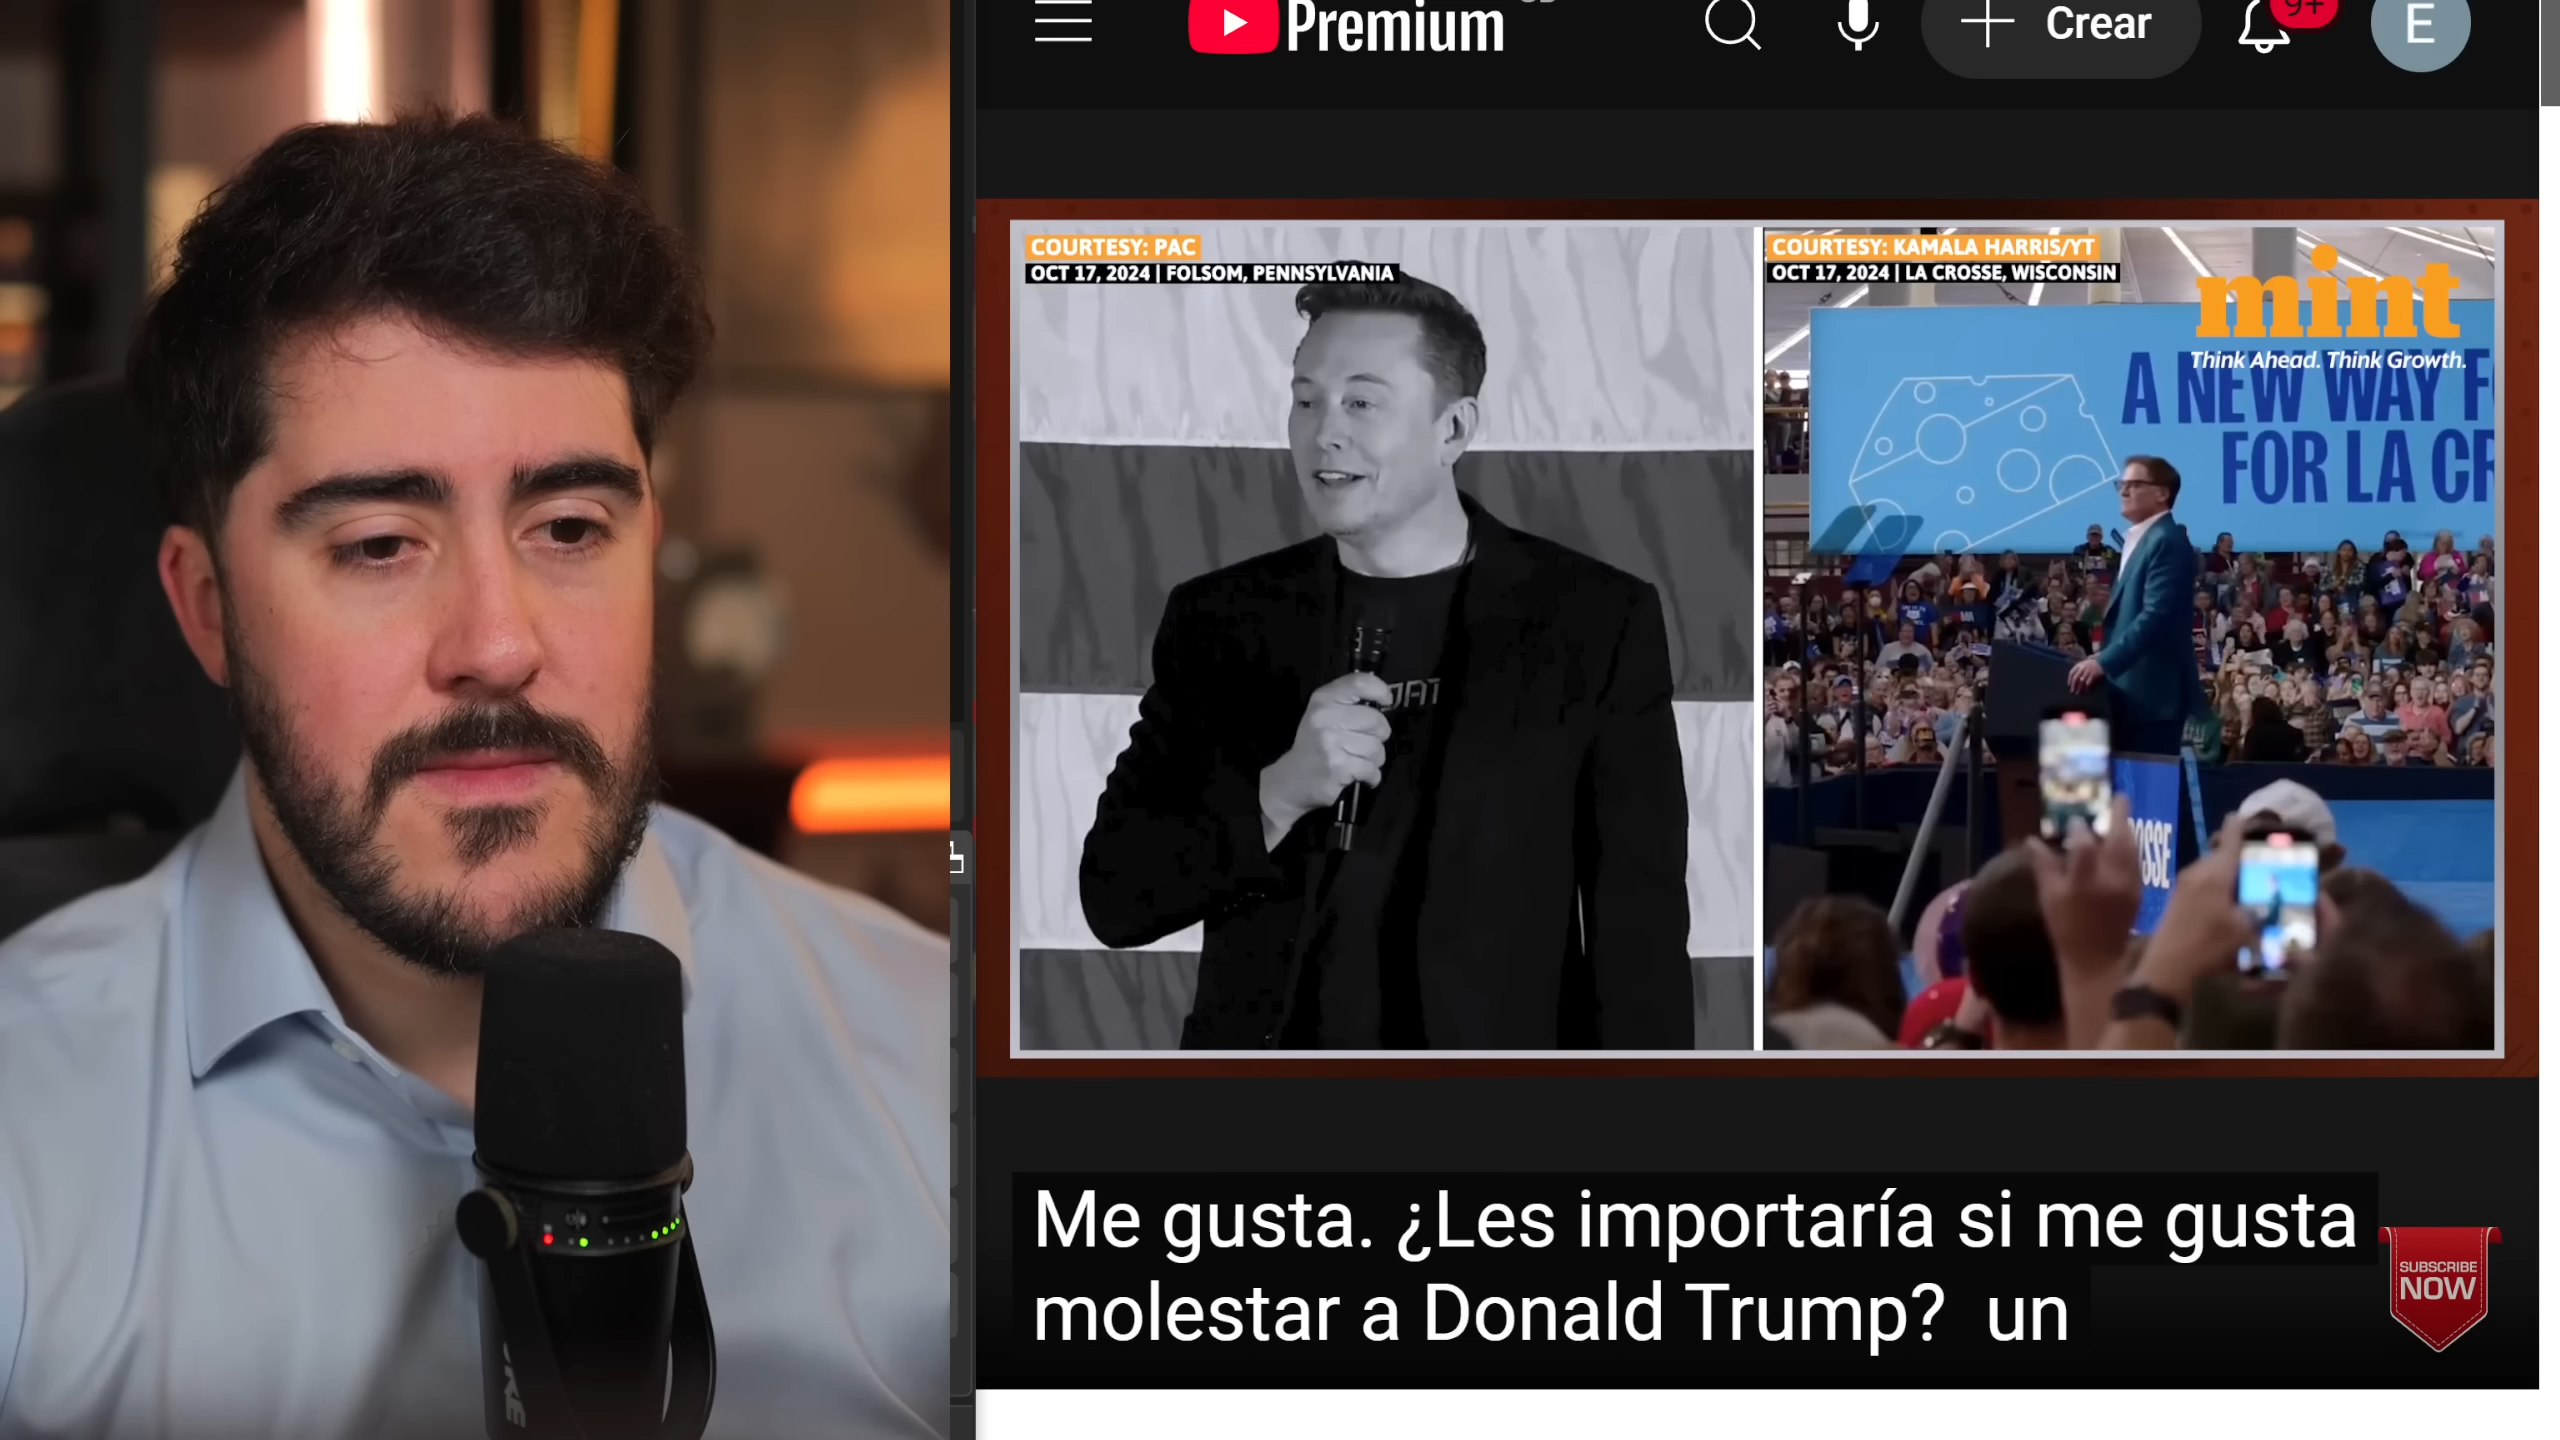 Premium
Crear
9+
E
COURTESY: PAC
OCT 17, 2024 | FOLSOM, PENNSYLVANIA
COURTESY: KAMALA HARRIS/YT
OCT 17, 2024 | LA CROSSE, WISCONSIN
mint
Think Ahead. Think Growth.
A NEW WAY F
FOR LA CR
OSSE
Me gusta. ¿Les importaría si me gusta
molestar a Donald Trump? un
SUBSCRIBE
NOW